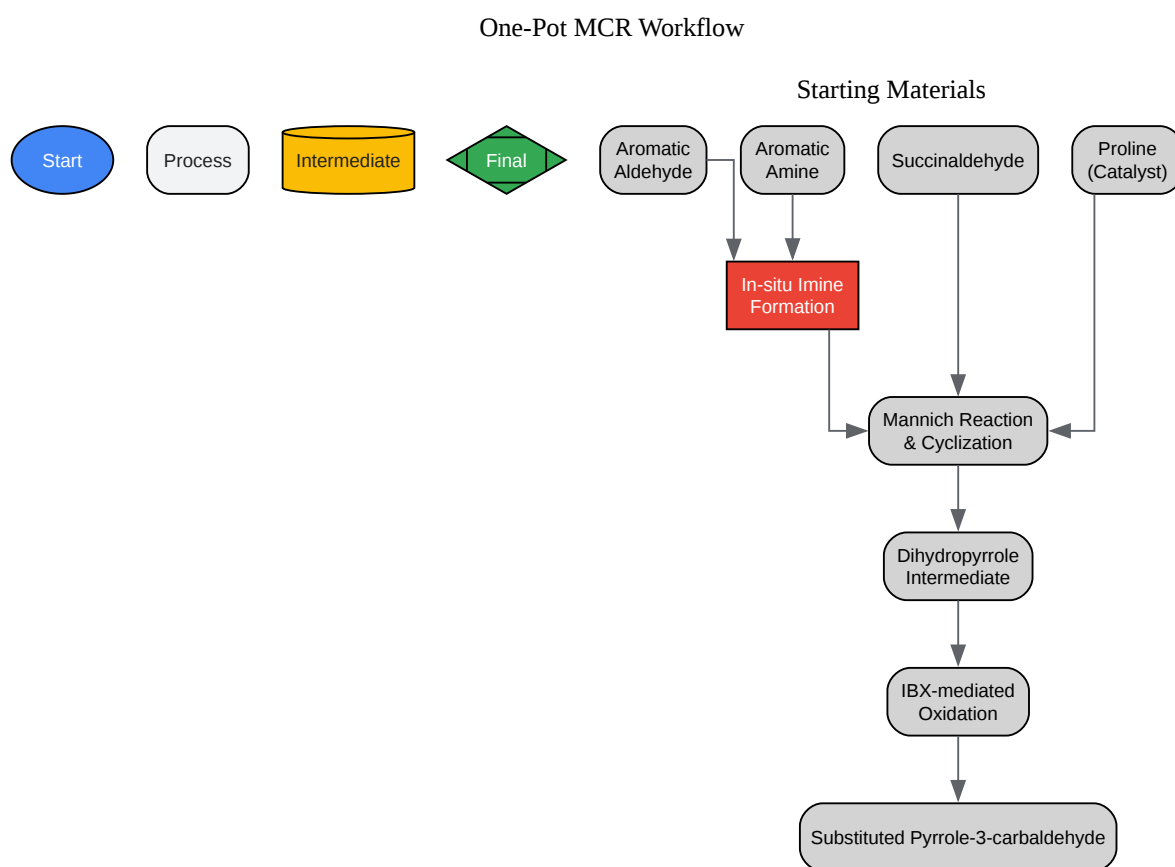 One-Pot MCR Workflow
Starting Materials
Start
Process
Intermediate
Final
Aromatic
Aldehyde
Aromatic
Amine
Succinaldehyde
Proline
(Catalyst)
In-situ Imine
Formation
Mannich Reaction
& Cyclization
Dihydropyrrole
Intermediate
IBX-mediated
Oxidation
Substituted Pyrrole-3-carbaldehyde